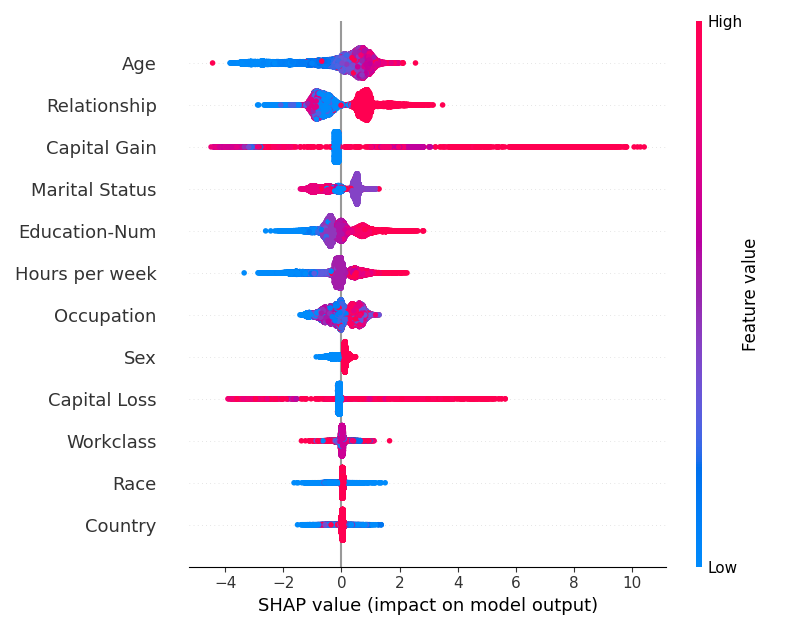 High
Age
Relationship
Capital Gain
Marital Status
Education-Num
Hours per week
Feature value
Occupation
Sex
Capital Loss
Workclass
Race
Country
Low
−4 −2 0 2 4 6 8 10
SHAP value (impact on model output)